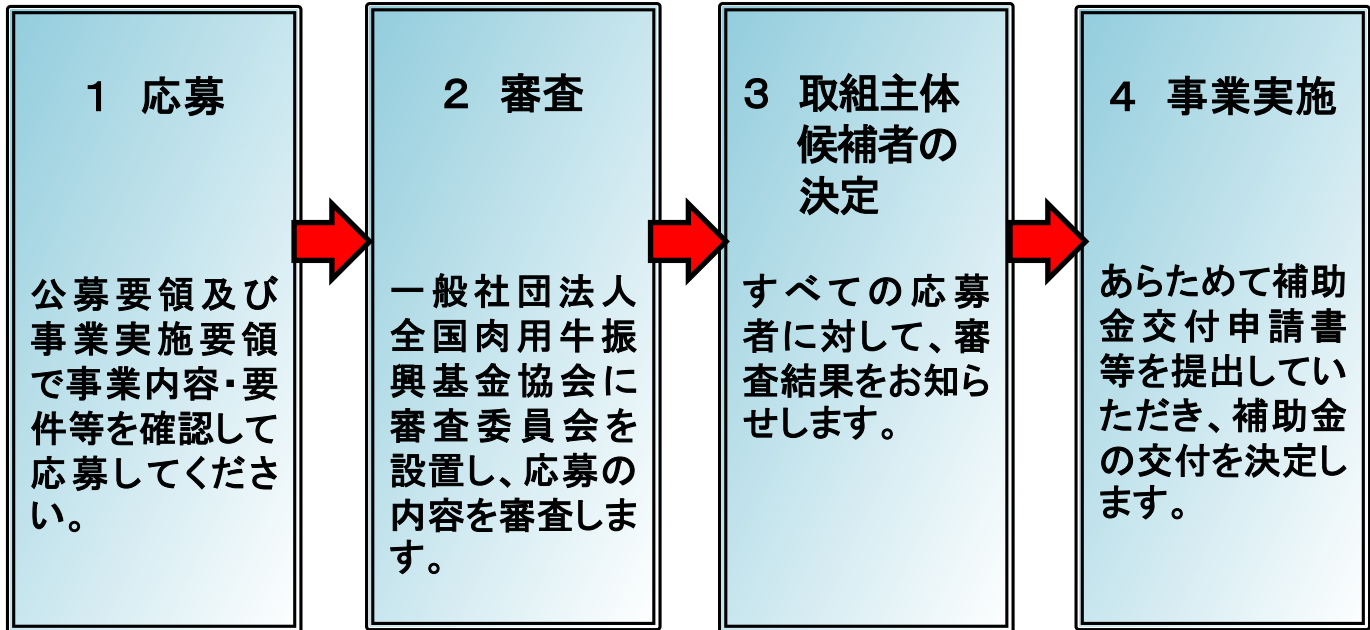 １　応募
公募要領及び
事業実施要領
で事業内容・要
件等を確認して
応募してくださ
い。
２　審査
一般社団法人
全国肉用牛振
興基金協会に
審査委員会を
設置し、応募の
内容を審査しま
す。
３　取組主体
候補者の
決定
すべての応募
者に対して、審
査結果をお知ら
せします。
４　事業実施
あらためて補助
金交付申請書
等を提出してい
ただき、補助金
の交付を決定し
ます。